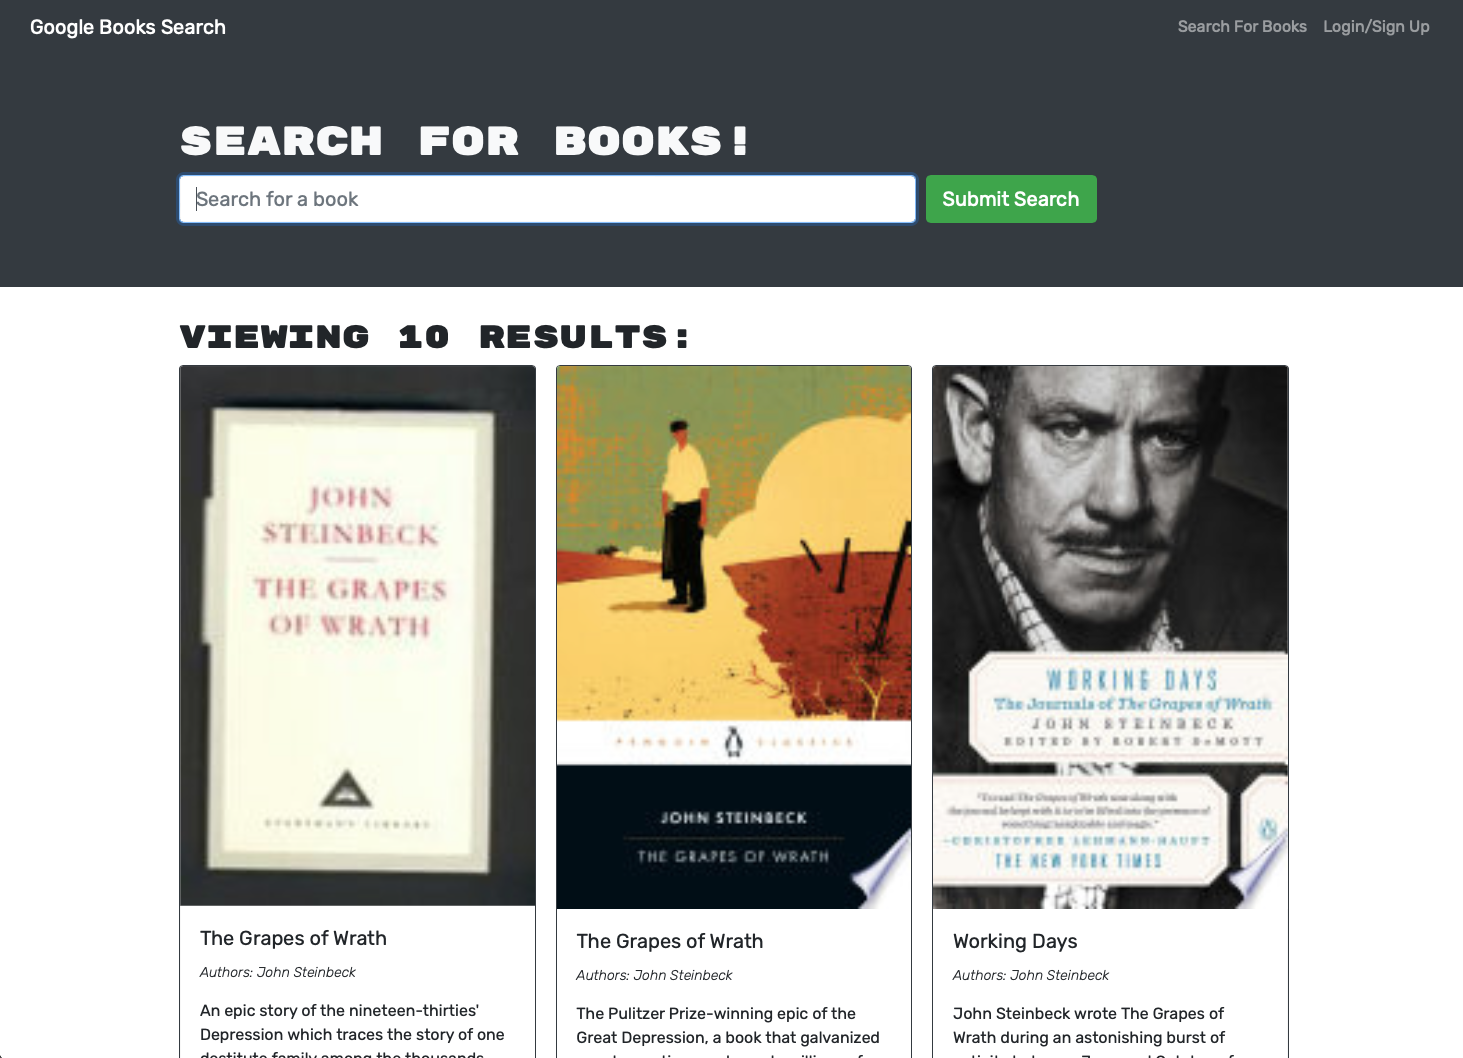 Google Books Search
Search For Books
Login/Sign Up
SEARCH FOR BOOKS!
Search for a book
Submit Search
VIEWING 10 RESULTS:
JOHN
STEINBECK
THE GRAPES
OF WRATH
EVERYMAN'S LIBRARY
The Grapes of Wrath
Authors: John Steinbeck
An epic story of the nineteen-thirties'
Depression which traces the story of one
destitute family among the thousands
PENGUIN CLASSICS
JOHN STEINBECK
THE GRAPES OF WRATH
The Grapes of Wrath
Authors: John Steinbeck
The Pulitzer Prize-winning epic of the
Great Depression, a book that galvanized
WORKING DAYS
The Journals of The Grapes of Wrath
JOHN STEINBECK
EDITED BY ROBERT DeMOTT
—CHRISTOPHER LEHMANN-HAUPT
THE NEW YORK TIMES
Working Days
Authors: John Steinbeck
John Steinbeck wrote The Grapes of
Wrath during an astonishing burst of